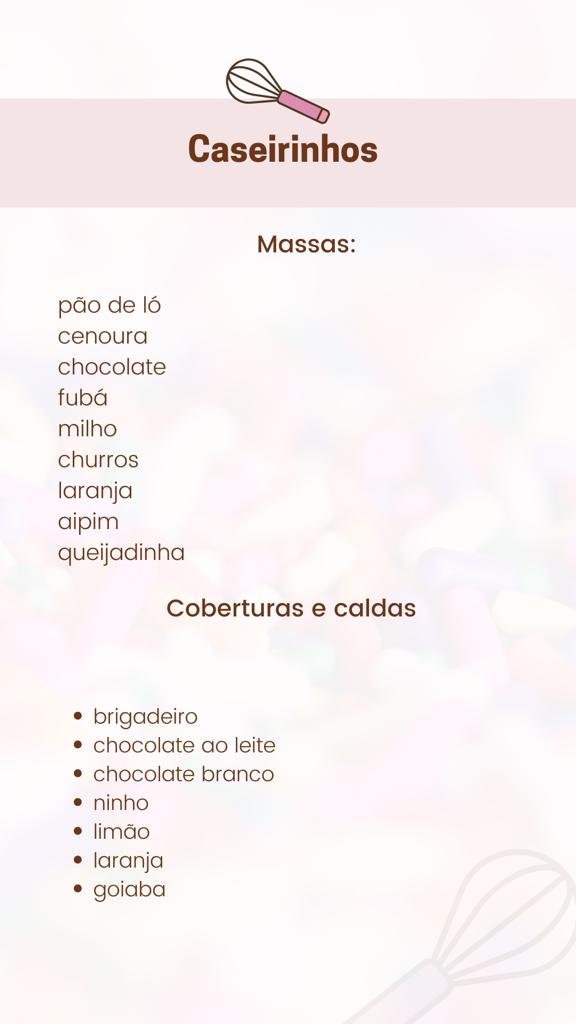 Caseirinhos
Massas:
pão de ló
cenoura
chocolate
fubá
milho
churros
laranja
aipim
queijadinha
Coberturas e caldas
• brigadeiro
• chocolate ao leite
• chocolate branco
• ninho
• limão
• laranja
• goiaba